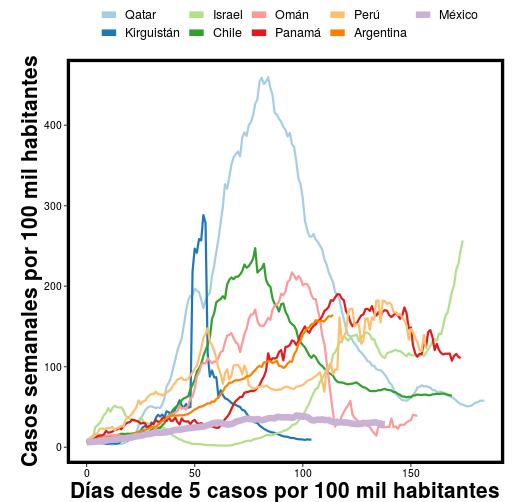 Qatar Israel Omán Perú México
Kirguistán Chile Panamá Argentina
Casos semanales por 100 mil habitantes
400
300
200
100
0
0 50 100 150
Días desde 5 casos por 100 mil habitantes